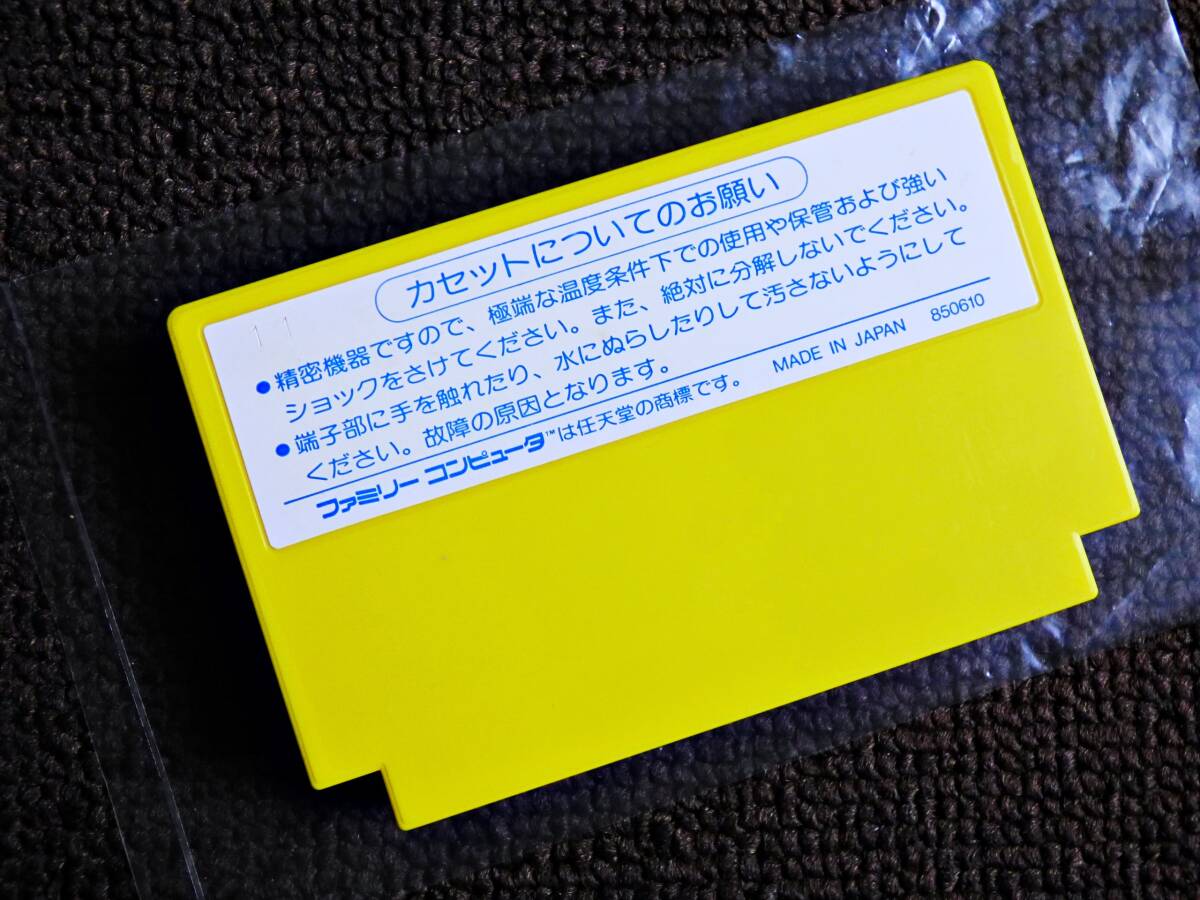 カセットについてのお願い
●精密機器ですので、極端な温度条件下での使用や保管および強い
ショックをさけてください。また、絶対に分解しないでください。
●端子部に手を触れたり、水にぬらしたりして汚さないようにして
ください。故障の原因となります。
ファミリー コンピュータ™は任天堂の商標です。 MADE IN JAPAN 850610
11